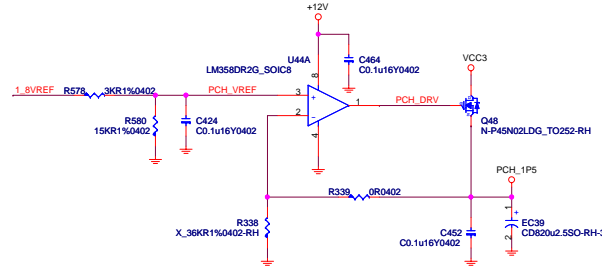 +12V
U44A
LM358DR2G_SOIC8
C464
C0.1u16Y0402
VCC3
1_8VREF
R578
3KR1%0402
PCH_VREF
8
3
+
1
PCH_DRV
2
-
4
R580
15KR1%0402
C424
C0.1u16Y0402
Q48
N-P45N02LDG_TO252-RH
PCH_1P5
R339
0R0402
R338
X_36KR1%0402-RH
C452
C0.1u16Y0402
1
+
2
EC39
CD820u2.5SO-RH-3